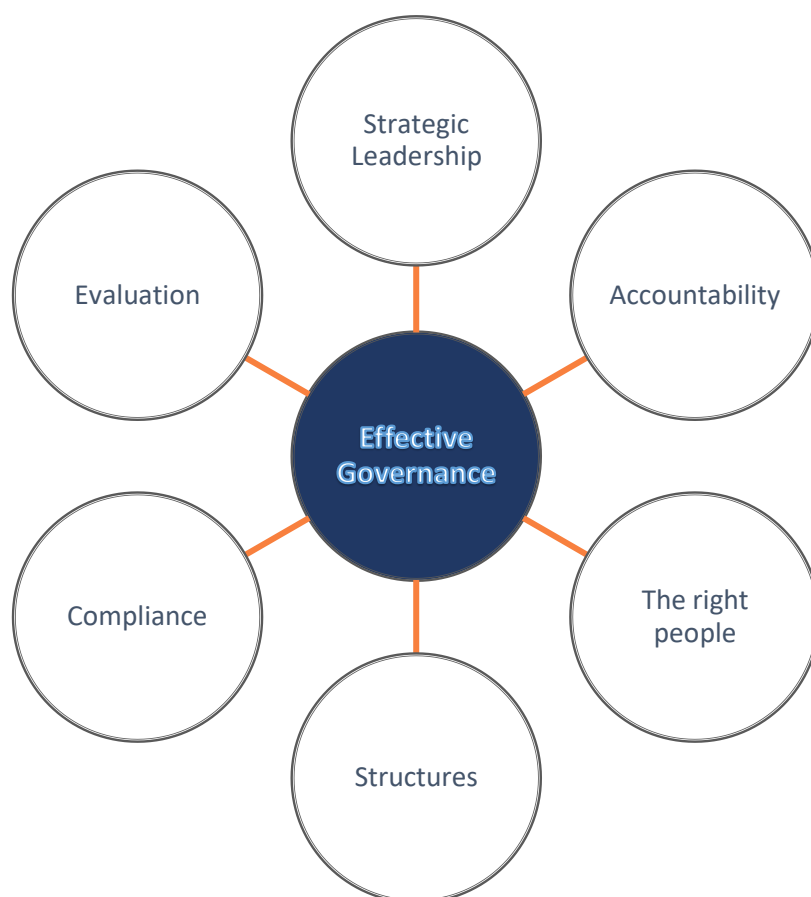 Strategic
Leadership
Evaluation
Accountability
Effective
Governance
Compliance
The right
people
Structures